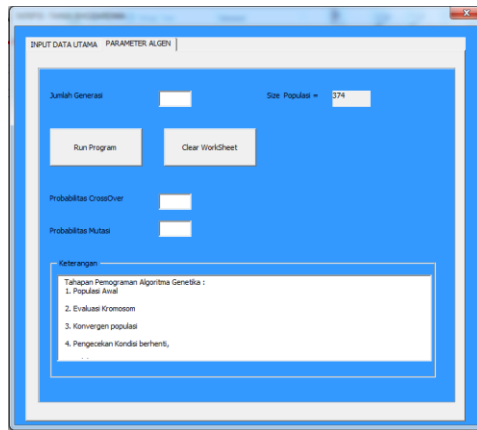 INPUT DATA UTAMA PARAMETER ALGEN
Jumlah Generasi
Size Populasi = 374
Run Program Clear WorkSheet
Probabilitas CrossOver
Probabilitas Mutasi
Keterangan
Tahapan Pemograman Algoritma Genetika :
1. Populasi Awal
2. Evaluasi Kromosom
3. Konvergen populasi
4. Pengecekan Kondisi berhenti,